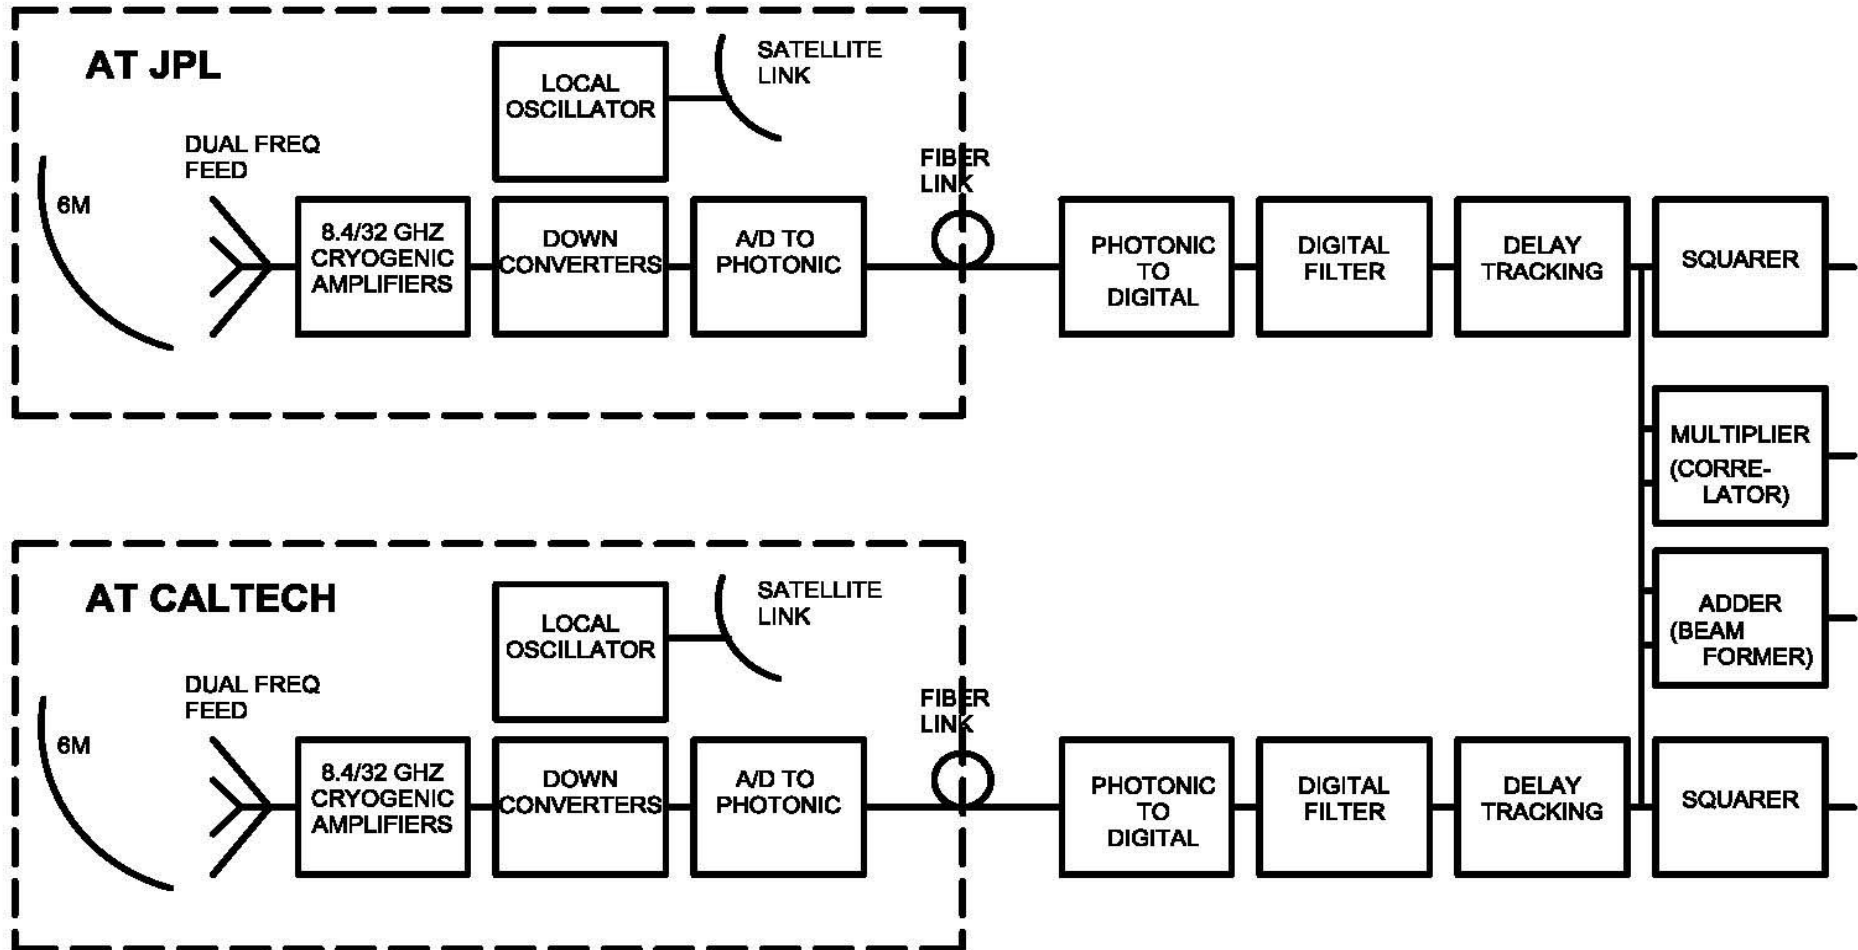 AT JPL
SATELLITE
LINK
LOCAL
OSCILLATOR
DUAL FREQ
FEED
FIBER
LINK
6M
8.4/32 GHZ
CRYOGENIC
AMPLIFIERS
DOWN
CONVERTERS
A/D TO
PHOTONIC
PHOTONIC
TO
DIGITAL
DIGITAL
FILTER
DELAY
TRACKING
SQUARER
MULTIPLIER
(CORRE-
LATOR)
ADDER
(BEAM
FORMER)
AT CALTECH
SATELLITE
LINK
LOCAL
OSCILLATOR
DUAL FREQ
FEED
FIBER
LINK
6M
8.4/32 GHZ
CRYOGENIC
AMPLIFIERS
DOWN
CONVERTERS
A/D TO
PHOTONIC
PHOTONIC
TO
DIGITAL
DIGITAL
FILTER
DELAY
TRACKING
SQUARER